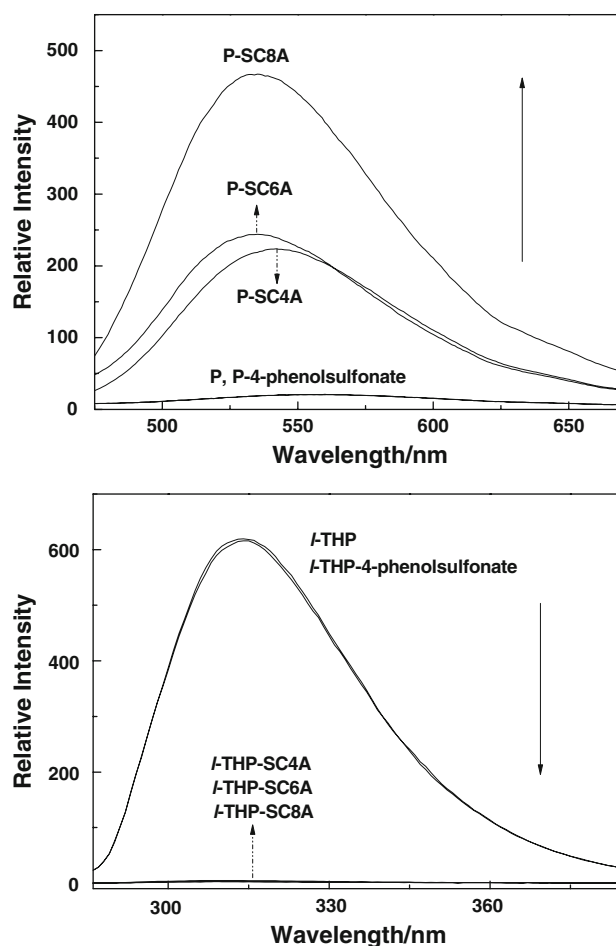 500
P-SC8A
400
Relative Intensity
300
P-SC6A
200
P-SC4A
100
P, P-4-phenolsulfonate
0
500 550 600 650
Wavelength/nm
600
l-THP
l-THP-4-phenolsulfonate
Relative Intensity
400
200
l-THP-SC4A
l-THP-SC6A
l-THP-SC8A
0
300 330 360
Wavelength/nm